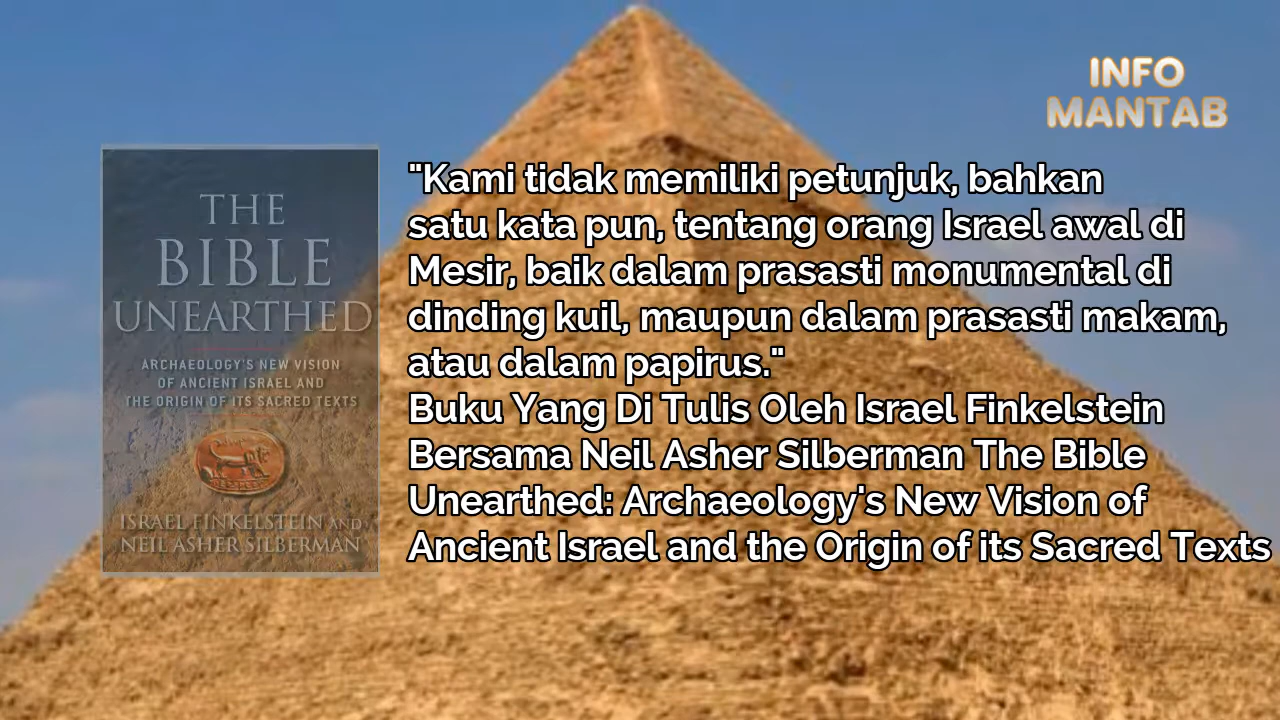 INFO
MANTAB
THE
BIBLE
UNEARTHED
ARCHAEOLOGY'S NEW VISION
OF ANCIENT ISRAEL AND
THE ORIGIN OF ITS SACRED TEXTS
ISRAEL FINKELSTEIN AND
NEIL ASHER SILBERMAN
"Kami tidak memiliki petunjuk, bahkan
satu kata pun, tentang orang Israel awal di
Mesir, baik dalam prasasti monumental di
dinding kuil, maupun dalam prasasti makam,
atau dalam papirus."
Buku Yang Di Tulis Oleh Israel Finkelstein
Bersama Neil Asher Silberman The Bible
Unearthed: Archaeology's New Vision of
Ancient Israel and the Origin of its Sacred Texts